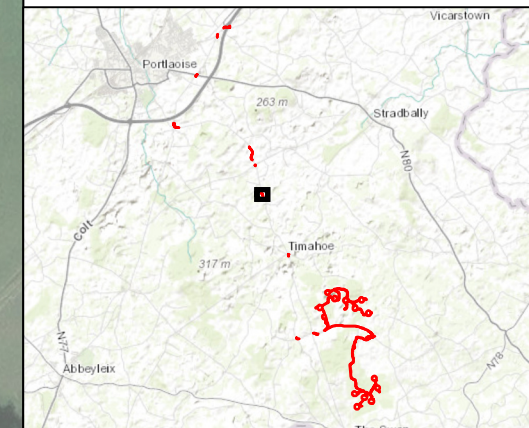 Vicarstown
Portlaoise
263 m
Stradbally
N80
Colt
Timahoe
317 m
N77
N78
Abbeyleix